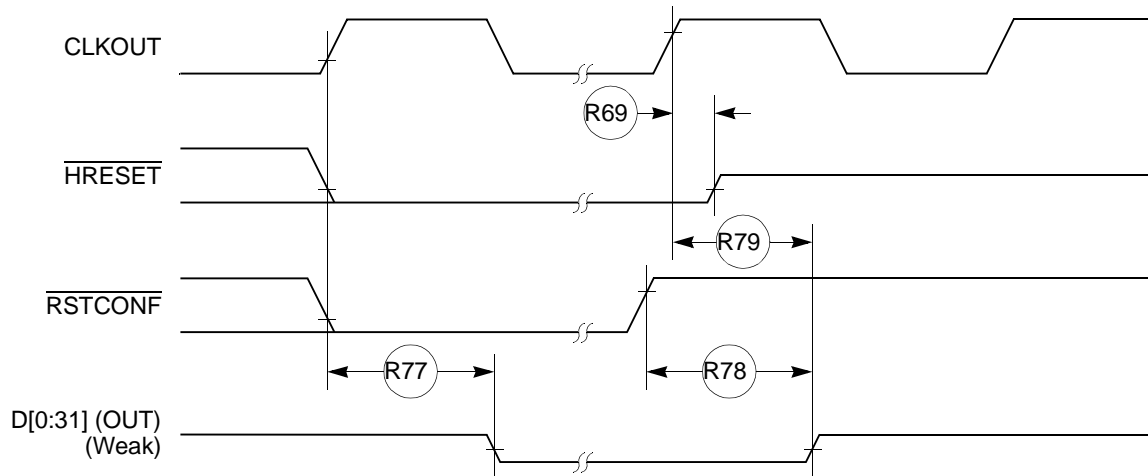 CLKOUT
R69
HRESET
R79
RSTCONF
R77
R78
D[0:31] (OUT)
(Weak)